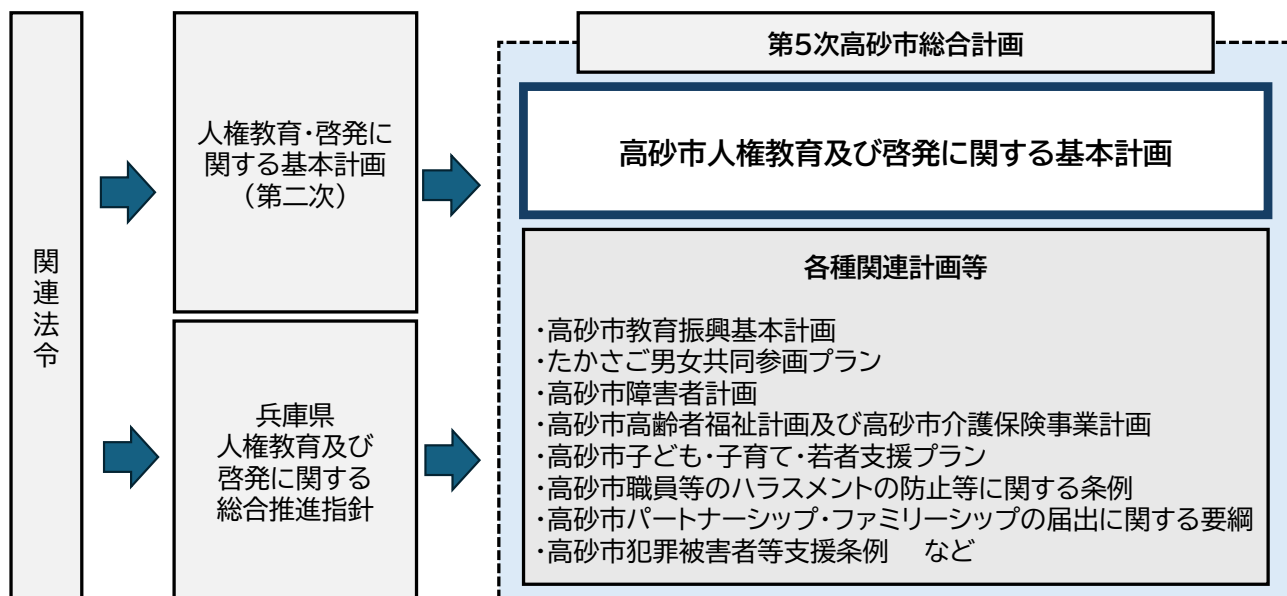 関連法令
人権教育・啓発に
関する基本計画
（第二次）
兵庫県
人権教育及び
啓発に関する
総合推進指針
第5次高砂市総合計画
高砂市人権教育及び啓発に関する基本計画
各種関連計画等
・高砂市教育振興基本計画
・たかさご男女共同参画プラン
・高砂市障害者計画
・高砂市高齢者福祉計画及び高砂市介護保険事業計画
・高砂市子ども・子育て・若者支援プラン
・高砂市職員等のハラスメントの防止等に関する条例
・高砂市パートナーシップ・ファミリーシップの届出に関する要綱
・高砂市犯罪被害者等支援条例　など